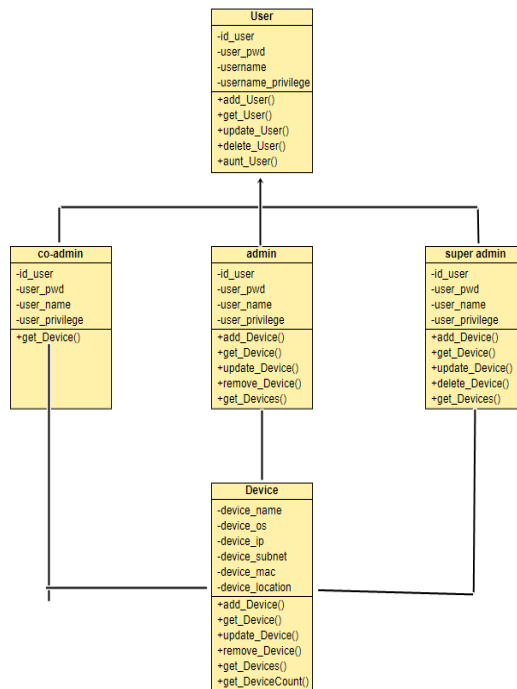 User
-id_user
-user_pwd
-username
-username_privilege
+add_User()
+get_User()
+update_User()
+delete_User()
+aunt_User()
co-admin
-id_user
-user_pwd
-user_name
-user_privilege
+get_Device()
admin
-id_user
-user_pwd
-user_name
-user_privilege
+add_Device()
+get_Device()
+update_Device()
+remove_Device()
+get_Devices()
super admin
-id_user
-user_pwd
-user_name
-user_privilege
+add_Device()
+get_Device()
+update_Device()
+delete_Device()
+get_Devices()
Device
-device_name
-device_os
-device_ip
-device_subnet
-device_mac
-device_location
+add_Device()
+get_Device()
+update_Device()
+remove_Device()
+get_Devices()
+get_DeviceCount()